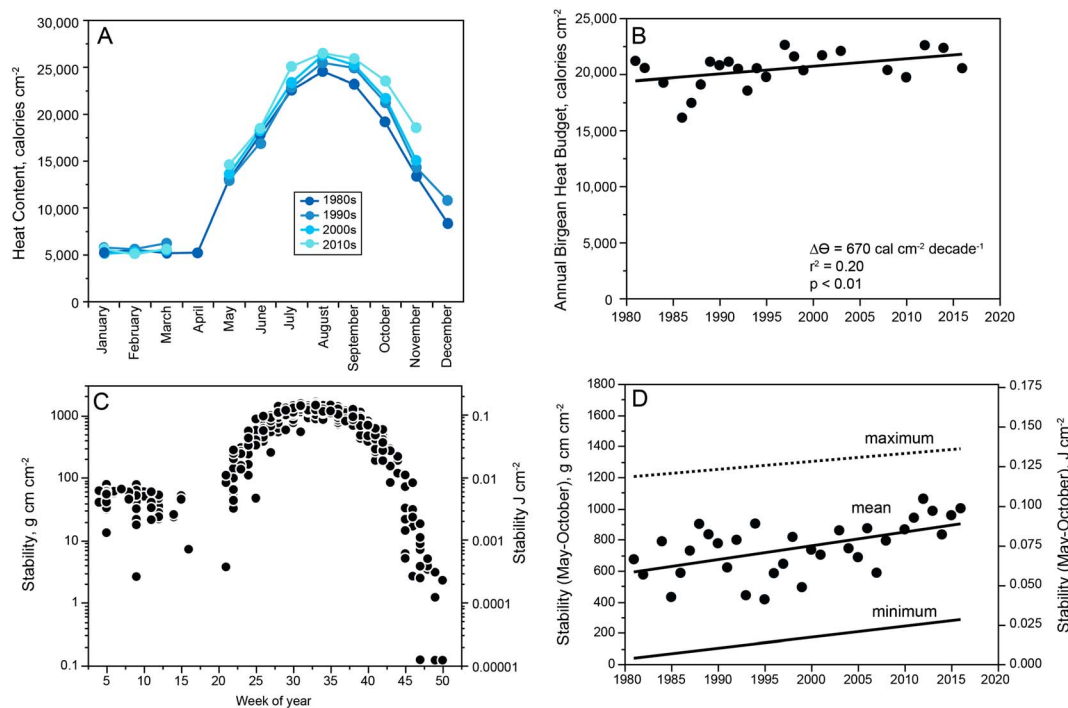 A
Heat Content, calories cm⁻²
30,000
25,000
20,000
15,000
10,000
5,000
0
1980s
1990s
2000s
2010s
January
February
March
April
May
June
July
August
September
October
November
December
B
Annual Birgean Heat Budget, calories cm⁻²
25,000
20,000
15,000
10,000
5,000
0
ΔΘ = 670 cal cm⁻² decade⁻¹
r² = 0.20
p < 0.01
1980 1985 1990 1995 2000 2005 2010 2015 2020
C
Stability, g cm cm⁻²
1000
100
10
1
0.1
Stability J cm⁻²
0.1
0.01
0.001
0.0001
0.00001
5 10 15 20 25 30 35 40 45 50
Week of year
D
Stability (May-October), g cm cm⁻²
1800
1600
1400
1200
1000
800
600
400
200
0
maximum
mean
minimum
Stability (May-October), J cm⁻²
0.175
0.150
0.125
0.100
0.075
0.050
0.025
0.000
1980 1985 1990 1995 2000 2005 2010 2015 2020